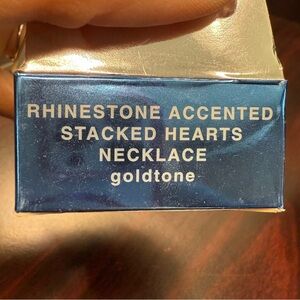 RHINESTONE ACCENTED
STACKED HEARTS
NECKLACE
goldtone